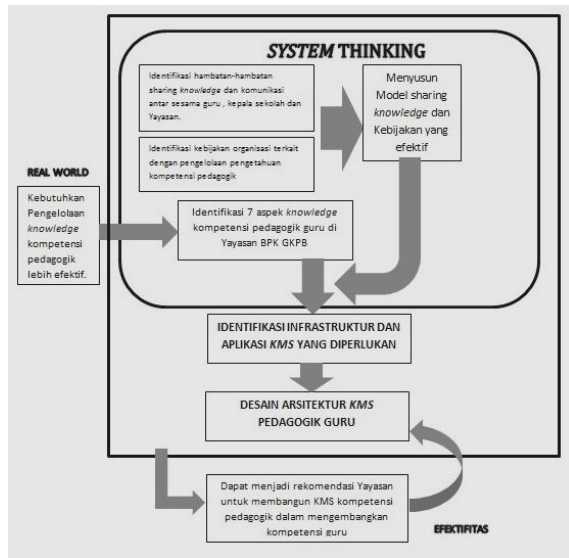 SYSTEM THINKING
Identifikasi hambatan-hambatan
sharing knowledge dan komunikasi
antar sesama guru , kepala sekolah dan
Yayasan.
Menyusun
Model sharing
knowledge dan
Kebijakan yang
efektif
Identifikasi kebijakan organisasi terkait
dengan pengelolaan pengetahuan
kompetensi pedagogik
REAL WORLD
Kebutuhkan
Pengelolaan
knowledge
kompetensi
pedagogik
lebih efektif.
Identifikasi 7 aspek knowledge
kompetensi pedagogik guru di
Yayasan BPK GKPB
IDENTIFIKASI INFRASTRUKTUR DAN
APLIKASI KMS YANG DIPERLUKAN
DESAIN ARSITEKTUR KMS
PEDAGOGIK GURU
Dapat menjadi rekomendasi Yayasan
untuk membangun KMS kompetensi
pedagogik dalam mengembangkan
kompetensi guru
EFEKTIFITAS